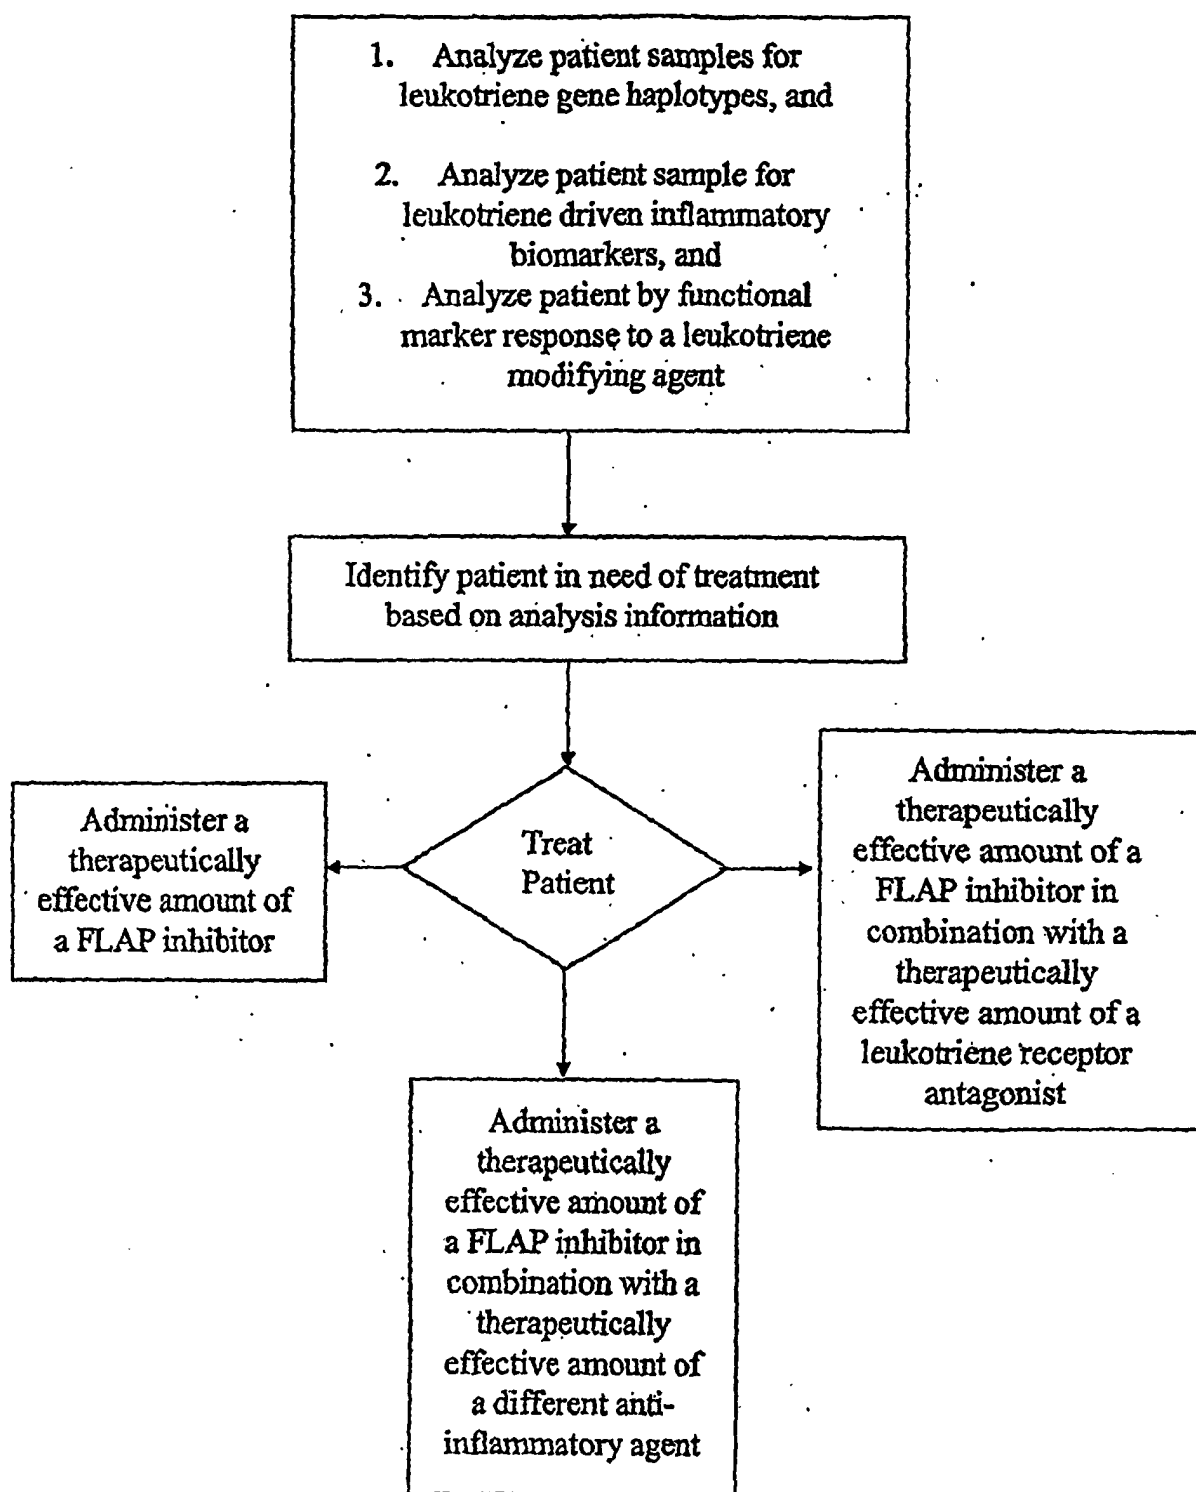 1. Analyze patient samples for
leukotriene gene haplotypes, and
2. Analyze patient sample for
leukotriene driven inflammatory
biomarkers, and
3. Analyze patient by functional
marker response to a leukotriene
modifying agent
Identify patient in need of treatment
based on analysis information
Treat
Patient
Administer a
therapeutically
effective amount of
a FLAP inhibitor
Administer a
therapeutically
effective amount of a
FLAP inhibitor in
combination with a
therapeutically
effective amount of a
leukotriene receptor
antagonist
Administer a
therapeutically
effective amount of
a FLAP inhibitor in
combination with a
therapeutically
effective amount of
a different anti-
inflammatory agent